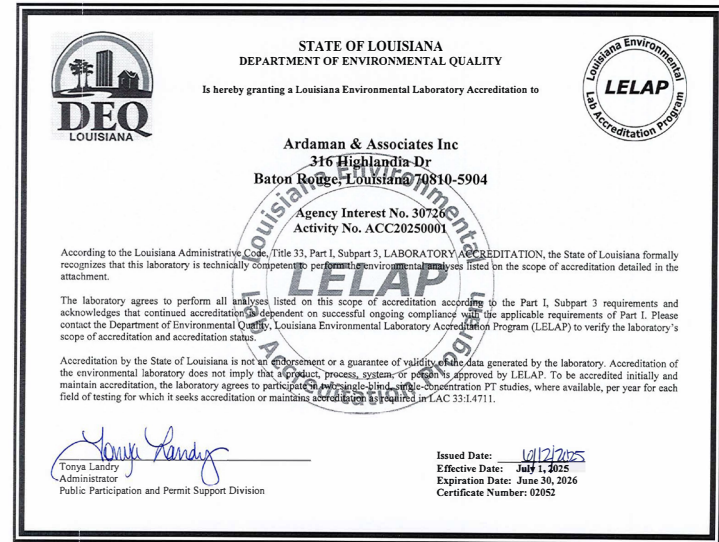 DEQ
LOUISIANA
STATE OF LOUISIANA
DEPARTMENT OF ENVIRONMENTAL QUALITY
Is hereby granting a Louisiana Environmental Laboratory Accreditation to
Louisiana Environmental
LELAP
Lab Accreditation Program
Ardaman & Associates Inc
316 Highlandia Dr
Baton Rouge, Louisiana 70810-5904
Agency Interest No. 30726
Activity No. ACC20250001
Louisiana Environmental
LELAP
Lab Accreditation Program
According to the Louisiana Administrative Code, Title 33, Part I, Subpart 3, LABORATORY ACCREDITATION, the State of Louisiana formally
recognizes that this laboratory is technically competent to perform the environmental analyses listed on the scope of accreditation detailed in the
attachment.
The laboratory agrees to perform all analyses listed on this scope of accreditation according to the Part I, Subpart 3 requirements and
acknowledges that continued accreditation is dependent on successful ongoing compliance with the applicable requirements of Part I. Please
contact the Department of Environmental Quality, Louisiana Environmental Laboratory Accreditation Program (LELAP) to verify the laboratory's
scope of accreditation and accreditation status.
Accreditation by the State of Louisiana is not an endorsement or a guarantee of validity of the data generated by the laboratory. Accreditation of
the environmental laboratory does not imply that a product, process, system, or person is approved by LELAP. To be accredited initially and
maintain accreditation, the laboratory agrees to participate in two single-blind, single-concentration PT studies, where available, per year for each
field of testing for which it seeks accreditation or maintains accreditation as required in LAC 33:I.4711.
Tonya Landry
Tonya Landry
Administrator
Public Participation and Permit Support Division
Issued Date: 6/12/2025
Effective Date: July 1, 2025
Expiration Date: June 30, 2026
Certificate Number: 02052